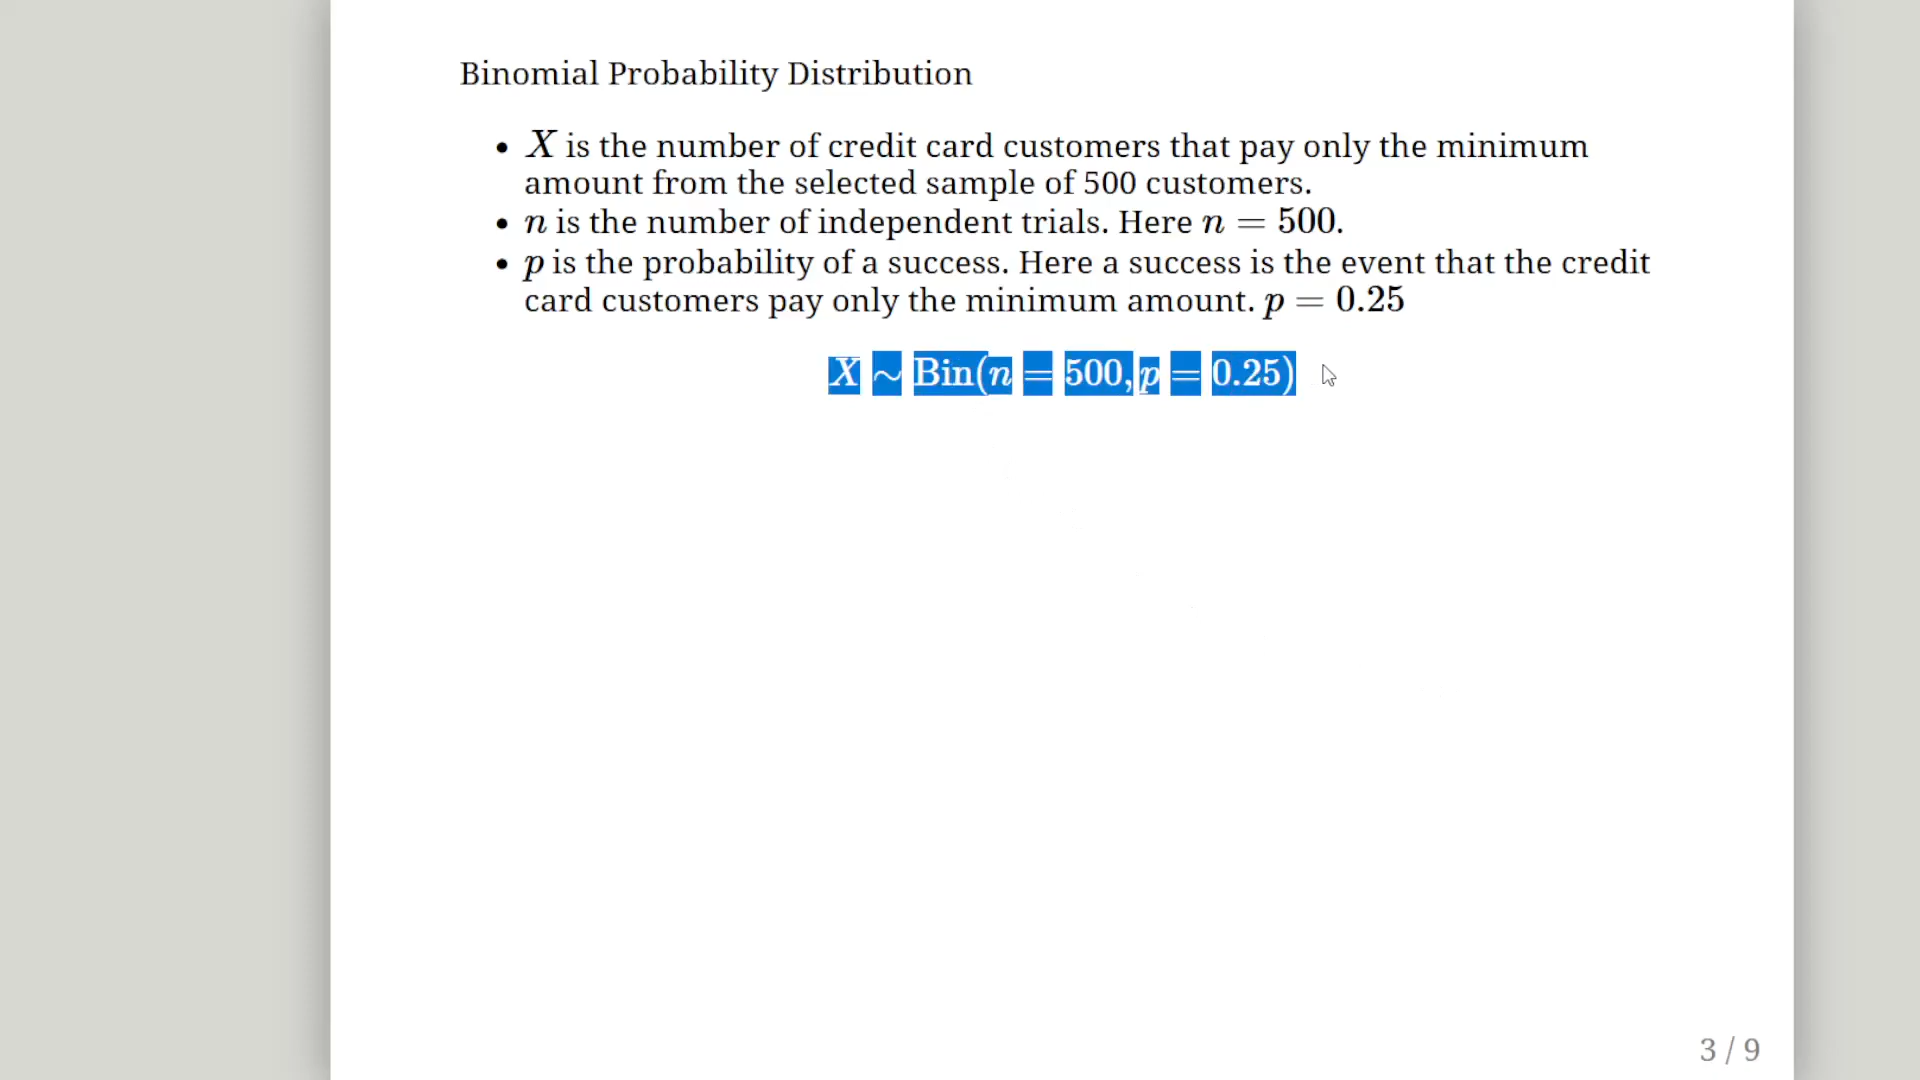 Binomial Probability Distribution
• X is the number of credit card customers that pay only the minimum
amount from the selected sample of 500 customers.
• n is the number of independent trials. Here n = 500.
• p is the probability of a success. Here a success is the event that the credit
card customers pay only the minimum amount. p = 0.25
X ∼ Bin(n = 500, p = 0.25)
3 / 9